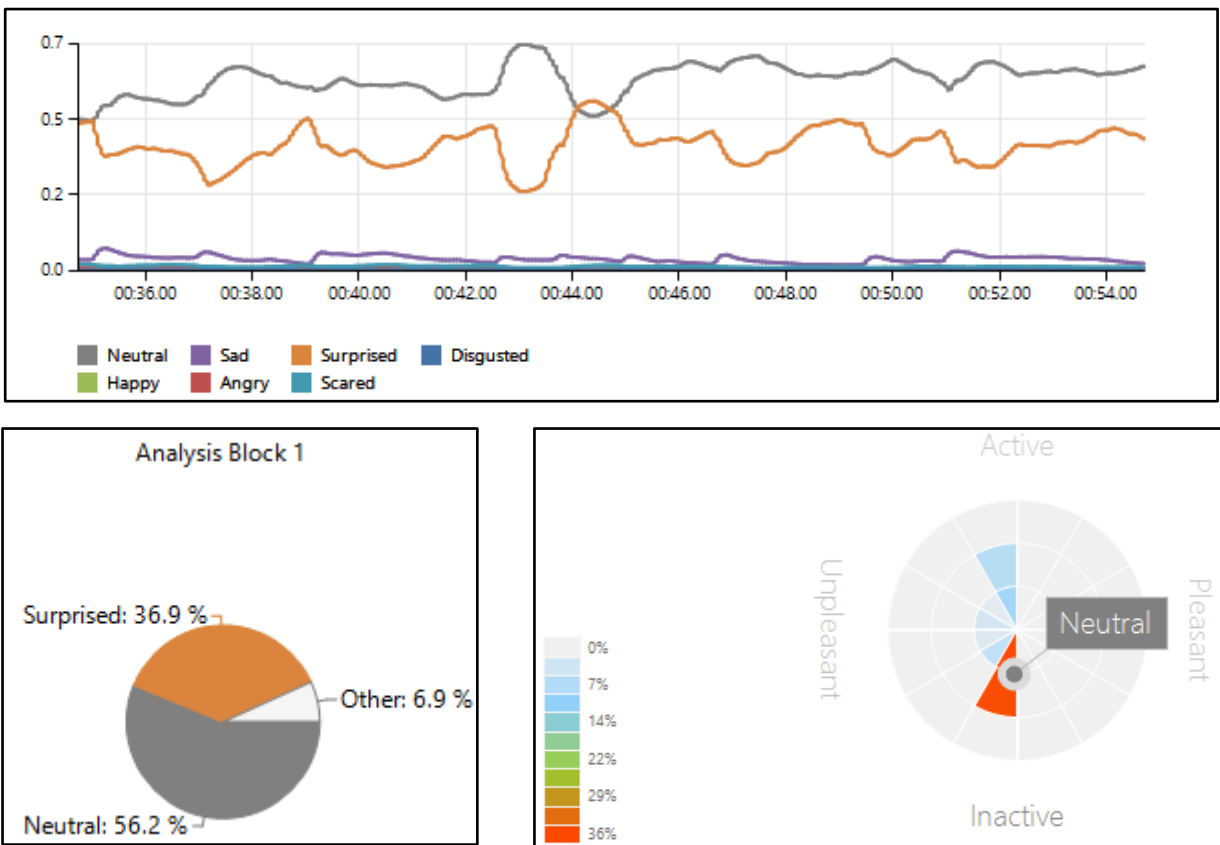 0.7
0.5
0.2
0.0
00:36.00 00:38.00 00:40.00 00:42.00 00:44.00 00:46.00 00:48.00 00:50.00 00:52.00 00:54.00
Neutral Sad Surprised Disgusted
Happy Angry Scared
Analysis Block 1
Surprised: 36.9 %
Other: 6.9 %
Neutral: 56.2 %
Active
Unpleasant
Pleasant
Neutral
Inactive
0%
7%
14%
22%
29%
36%